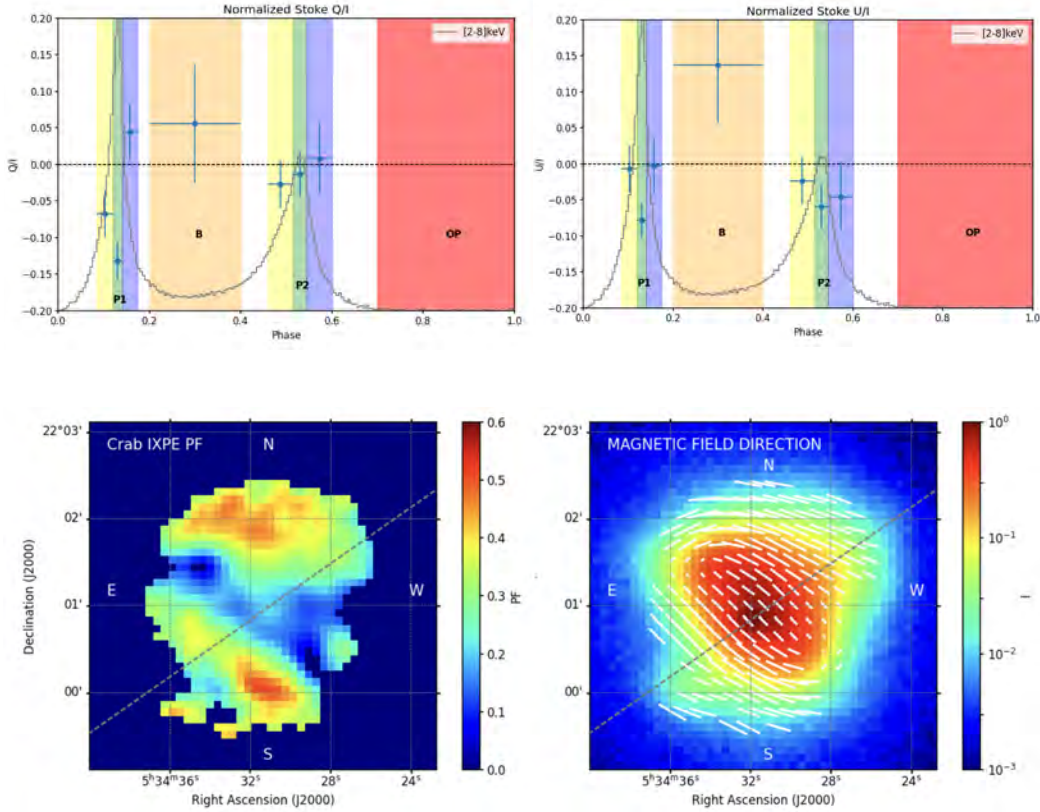 Normalized Stoke Q/I
Normalized Stoke U/I
0.20
0.15
0.10
0.05
0.00
−0.05
−0.10
−0.15
−0.20
Q/I
[2-8]keV
B
OP
P1
P2
0.0
0.2
0.4
0.6
0.8
1.0
Phase
0.20
0.15
0.10
0.05
0.00
−0.05
−0.10
−0.15
−0.20
U/I
[2-8]keV
B
OP
P1
P2
0.0
0.2
0.4
0.6
0.8
1.0
Phase
22°03'
02'
01'
00'
Declination (J2000)
Crab IXPE PF
N
E
W
S
5ʰ34ᵐ36ˢ
32ˢ
28ˢ
24ˢ
Right Ascension (J2000)
0.6
0.5
0.4
0.3
0.2
0.1
0.0
PF
22°03'
02'
01'
00'
MAGNETIC FIELD DIRECTION
N
E
W
S
5ʰ34ᵐ36ˢ
32ˢ
28ˢ
24ˢ
Right Ascension (J2000)
10⁰
10⁻¹
10⁻²
10⁻³
I